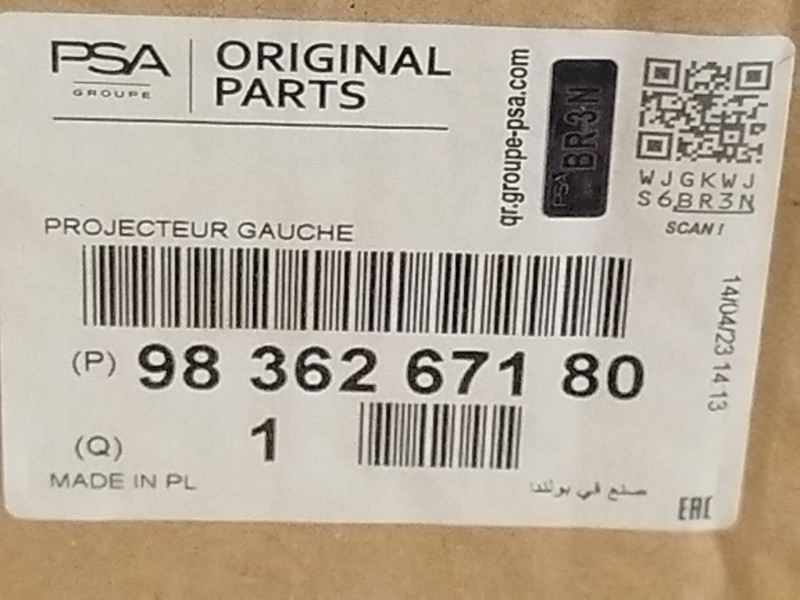 PSA
GROUPE
ORIGINAL
PARTS
qr.groupe-psa.com
PSA BR3N
WJGKWJ
S6BR3N
SCAN!
PROJECTEUR GAUCHE
(P) 98 362 671 80
14/04/23 14 13
(Q) 1
MADE IN PL
صنع في بولندا
EAC